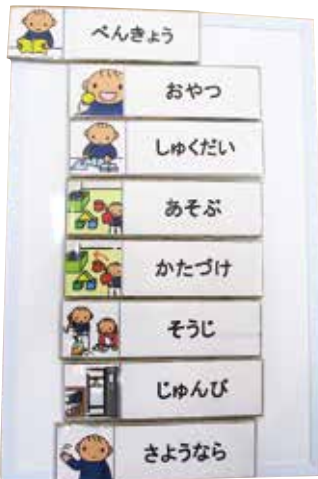 べんきょう
おやつ
しゅくだい
あそぶ
かたづけ
そうじ
じゅんび
さようなら